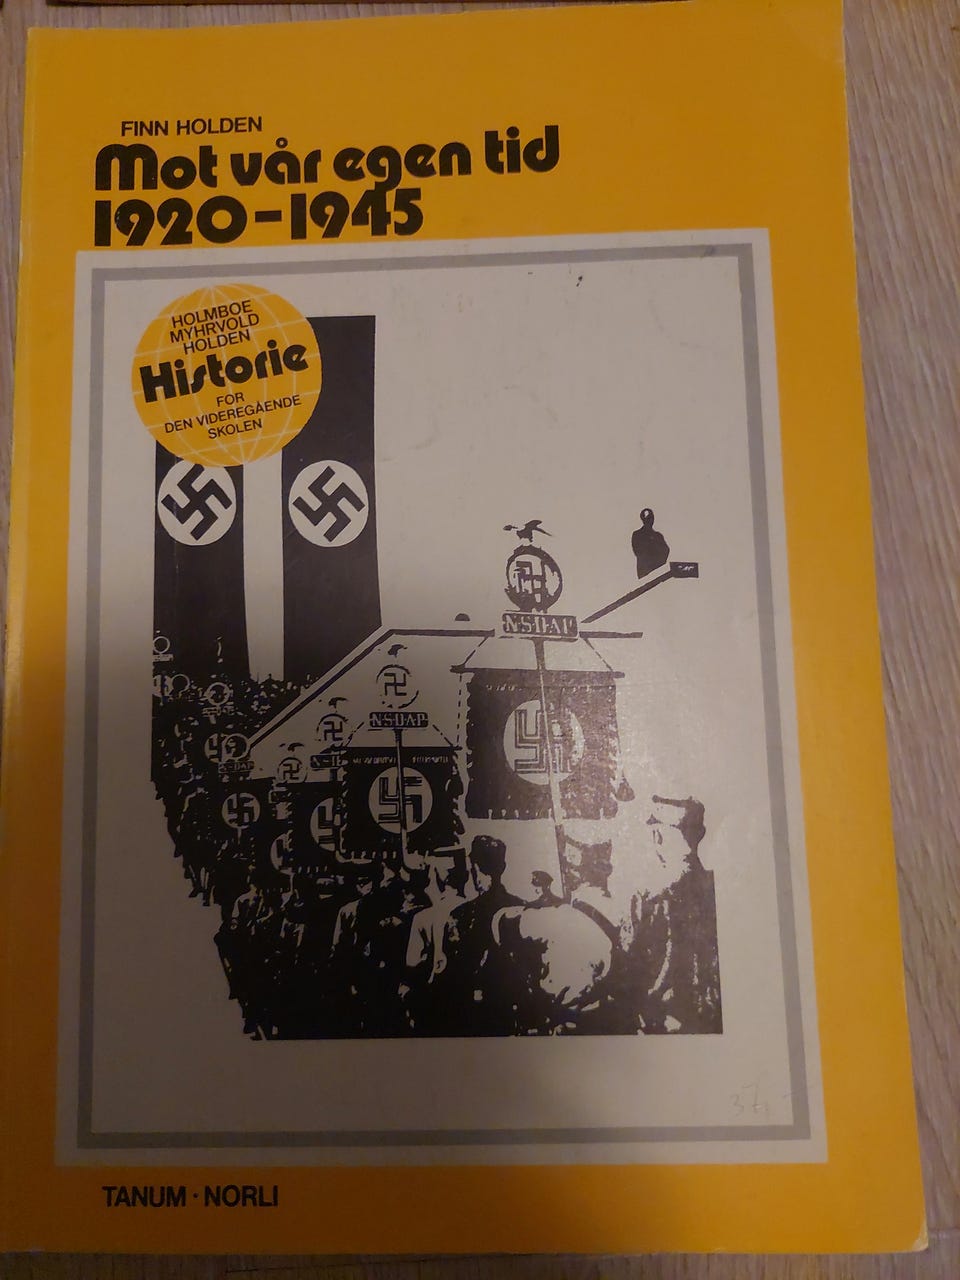 FINN HOLDEN
Mot vår egen tid
1920-1945
HOLMBOE
MYHRVOLD
HOLDEN
Historie
FOR
DEN VIDEREGÅENDE
SKOLEN
NSDAP
NSDAP
TANUM · NORLI